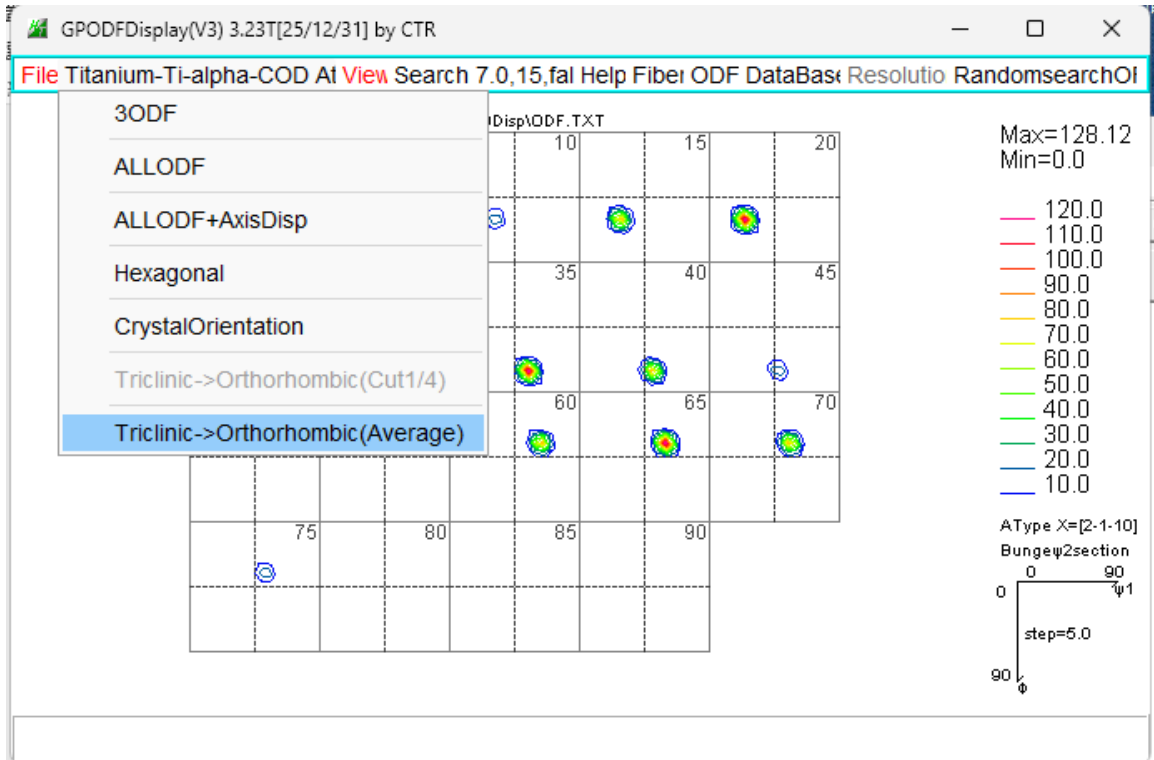 GPODFDisplay(V3) 3.23T[25/12/31] by CTR
File Titanium-Ti-alpha-COD At View Search 7.0,15,fal Help Fiber ODF DataBase Resolutio RandomsearchOl
3ODF
ALLODF
ALLODF+AxisDisp
Hexagonal
CrystalOrientation
Triclinic->Orthorhombic(Cut1/4)
Triclinic->Orthorhombic(Average)
Disp\ODF.TXT
10 15 20
35 40 45
60 65 70
75 80 85 90
Max=128.12
Min=0.0
120.0
110.0
100.0
90.0
80.0
70.0
60.0
50.0
40.0
30.0
20.0
10.0
AType X=[2-1-10]
Bungeψ2section
0 90
0 ψ1
step=5.0
90
Φ